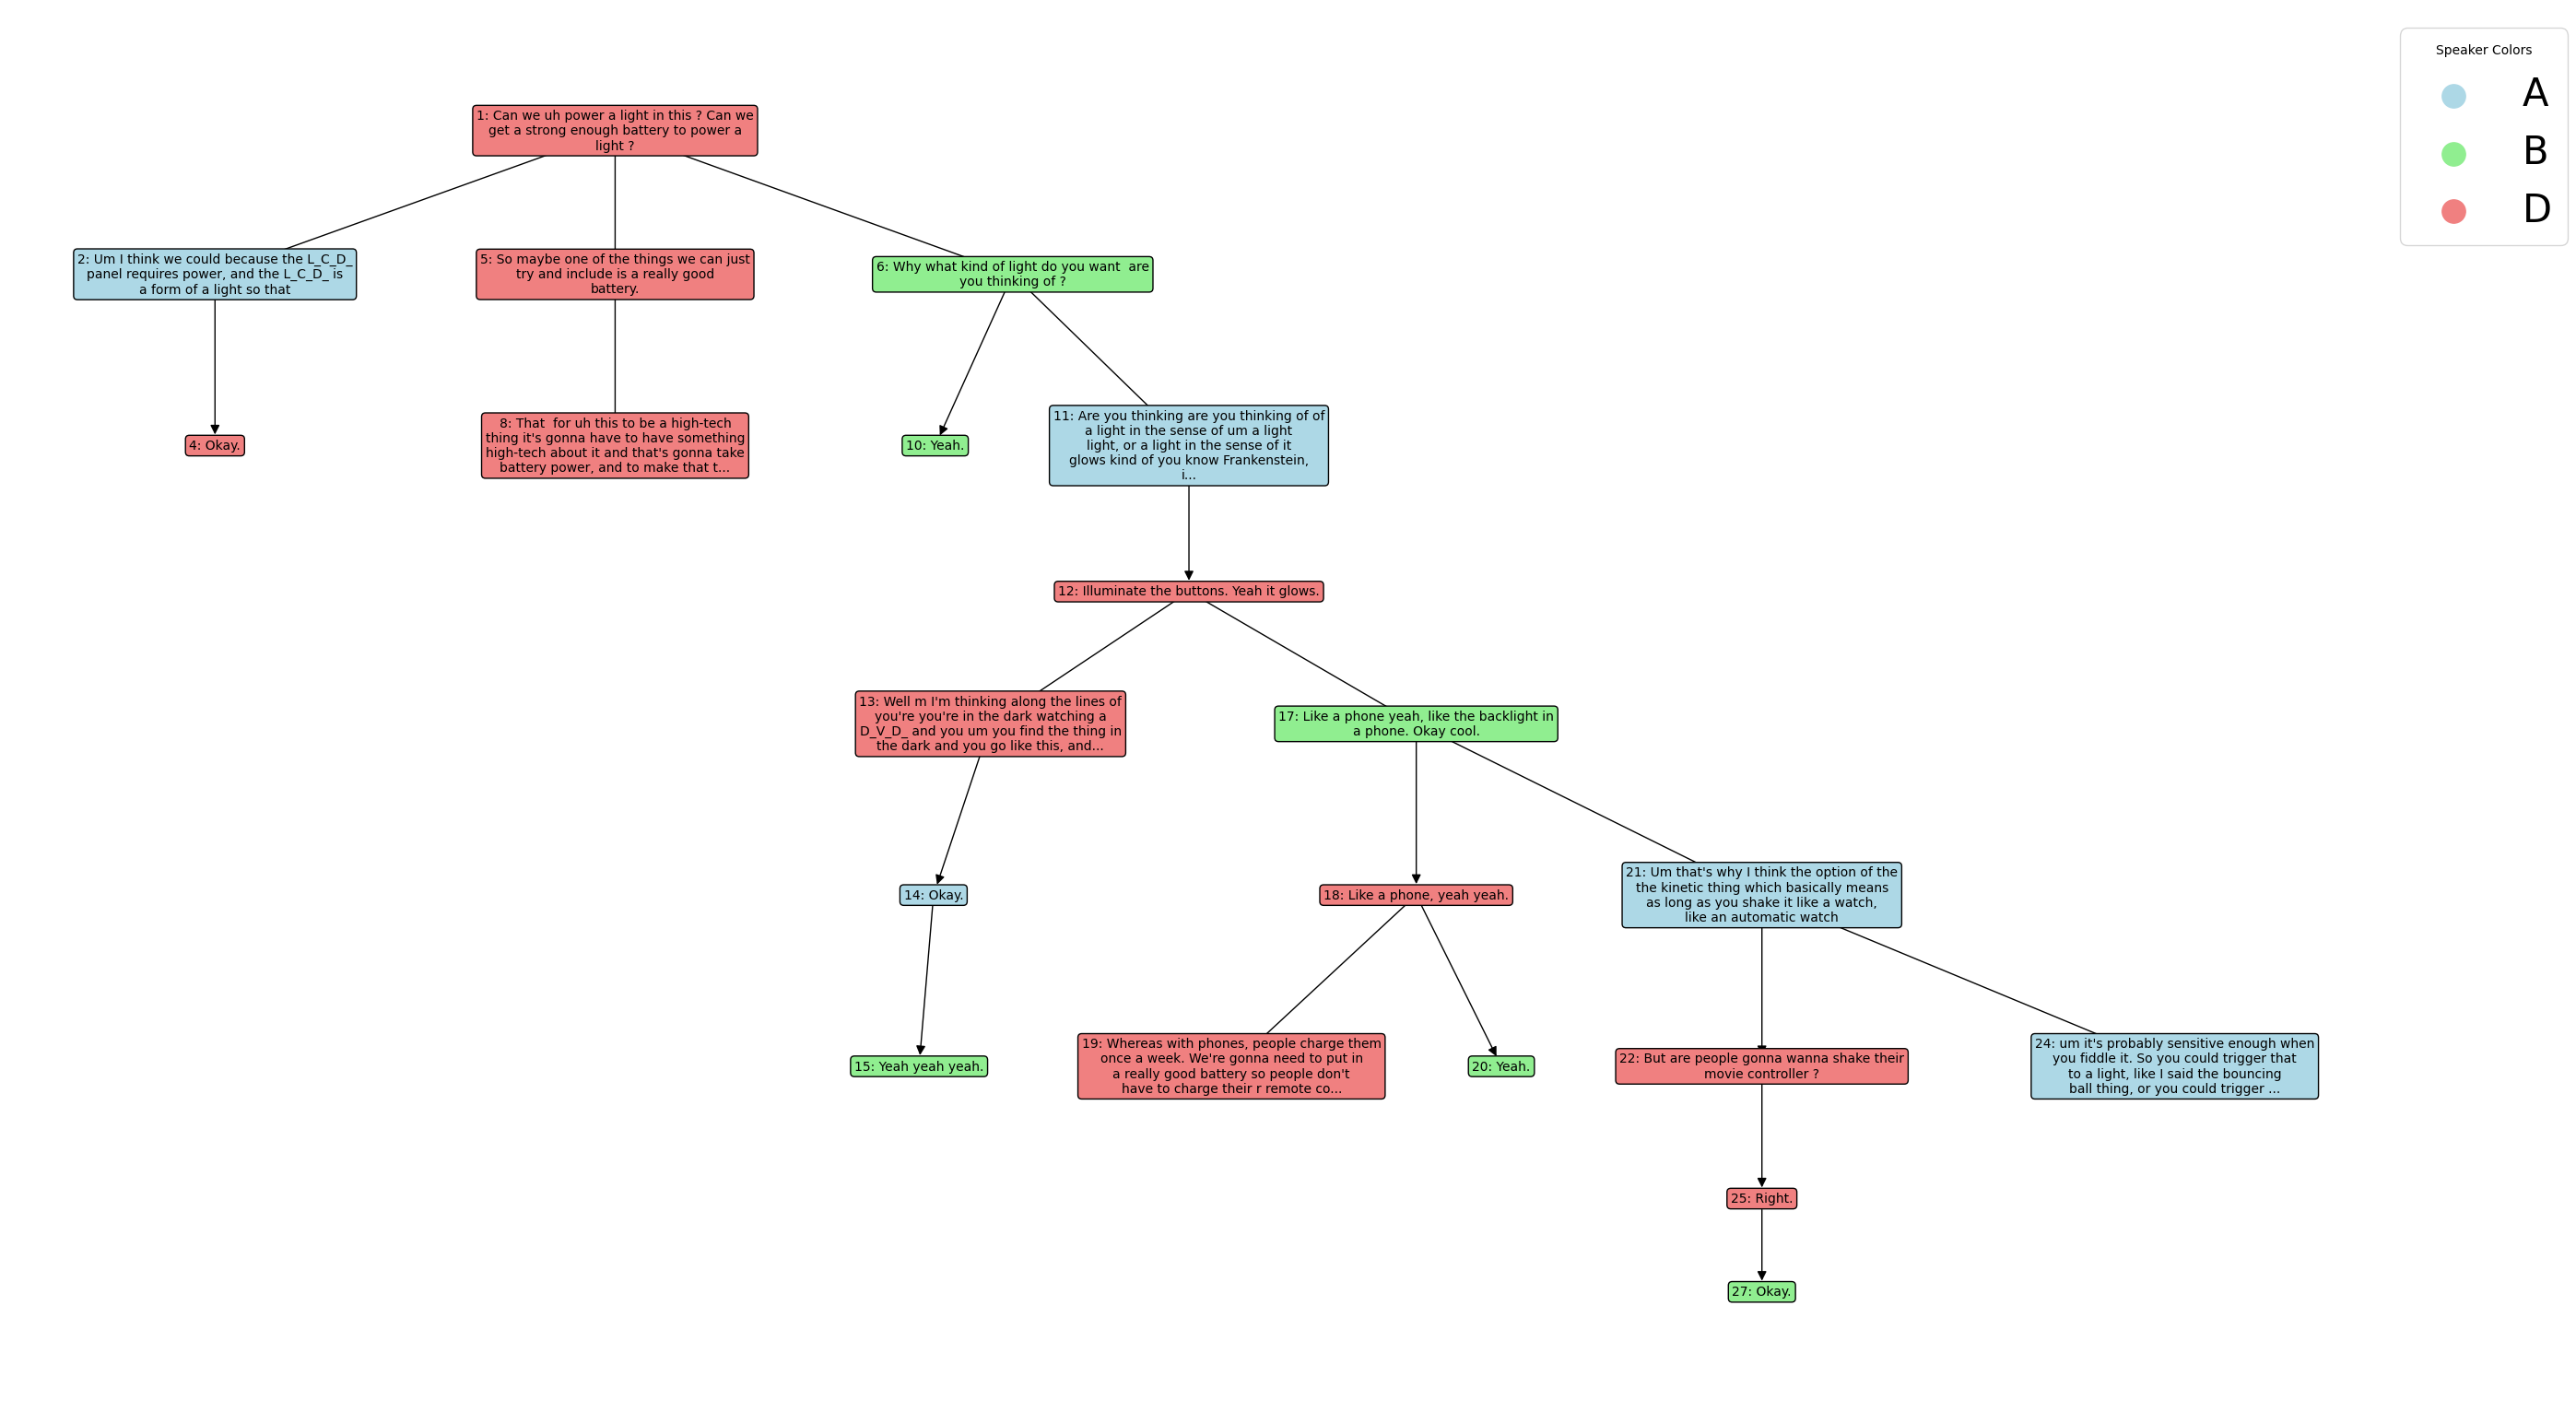 Speaker Colors
A
B
D
1: Can we uh power a light in this ? Can we
get a strong enough battery to power a
light ?
2: Um I think we could because the L_C_D_
panel requires power, and the L_C_D_ is
a form of a light so that
5: So maybe one of the things we can just
try and include is a really good
battery.
6: Why what kind of light do you want  are
you thinking of ?
4: Okay.
8: That  for uh this to be a high-tech
thing it's gonna have to have something
high-tech about it and that's gonna take
battery power, and to make that t...
10: Yeah.
11: Are you thinking are you thinking of of
a light in the sense of um a light
light, or a light in the sense of it
glows kind of you know Frankenstein,
i...
12: Illuminate the buttons. Yeah it glows.
13: Well m I'm thinking along the lines of
you're you're in the dark watching a
D_V_D_ and you um you find the thing in
the dark and you go like this, and...
17: Like a phone yeah, like the backlight in
a phone. Okay cool.
14: Okay.
18: Like a phone, yeah yeah.
21: Um that's why I think the option of the
the kinetic thing which basically means
as long as you shake it like a watch,
like an automatic watch
15: Yeah yeah yeah.
19: Whereas with phones, people charge them
once a week. We're gonna need to put in
a really good battery so people don't
have to charge their r remote co...
20: Yeah.
22: But are people gonna wanna shake their
movie controller ?
24: um it's probably sensitive enough when
you fiddle it. So you could trigger that
to a light, like I said the bouncing
ball thing, or you could trigger ...
25: Right.
27: Okay.